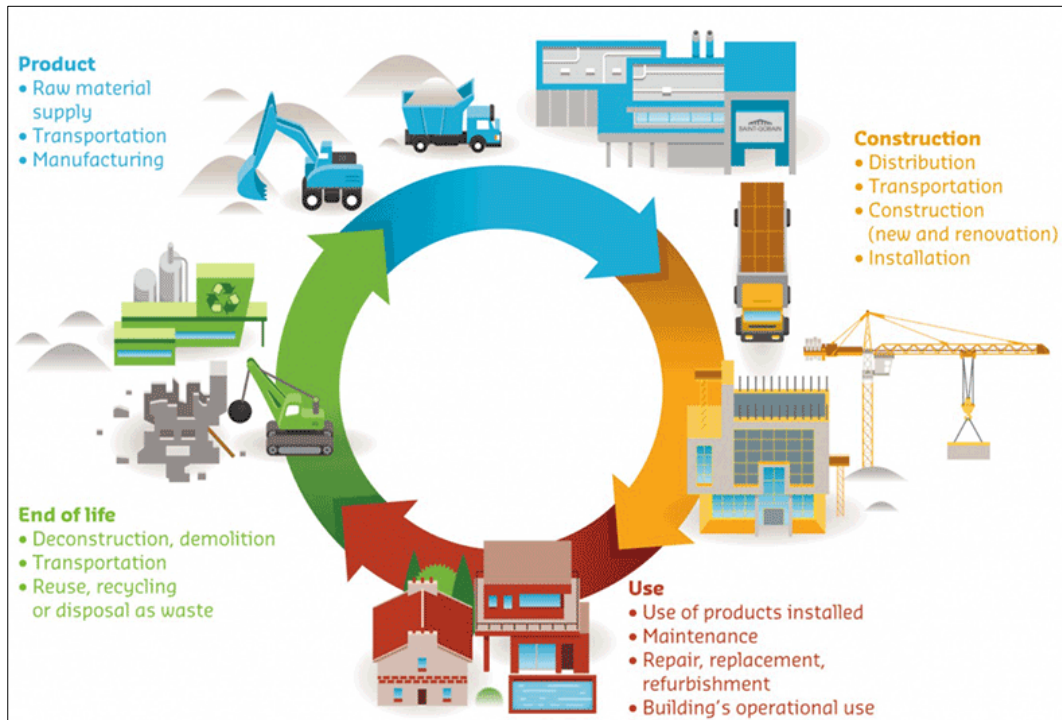 Product
• Raw material
supply
• Transportation
• Manufacturing
SAINT-GOBAIN
Construction
• Distribution
• Transportation
• Construction
(new and renovation)
• Installation
End of life
• Deconstruction, demolition
• Transportation
• Reuse, recycling
or disposal as waste
Use
• Use of products installed
• Maintenance
• Repair, replacement,
refurbishment
• Building's operational use